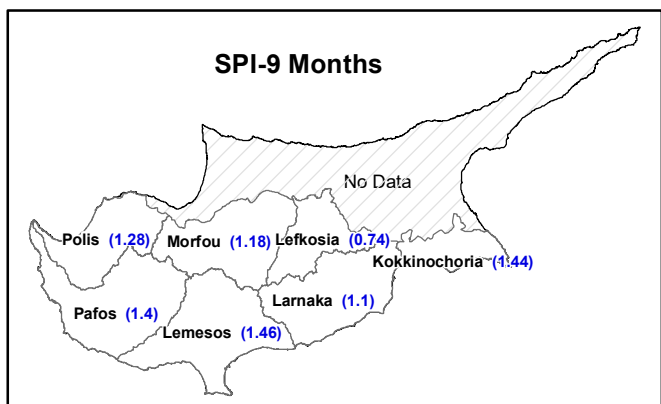 SPI-9 Months
No Data
Polis (1.28)
Morfou (1.18)
Lefkosia (0.74)
Kokkinochoria (1.44)
Pafos (1.4)
Larnaka (1.1)
Lemesos (1.46)